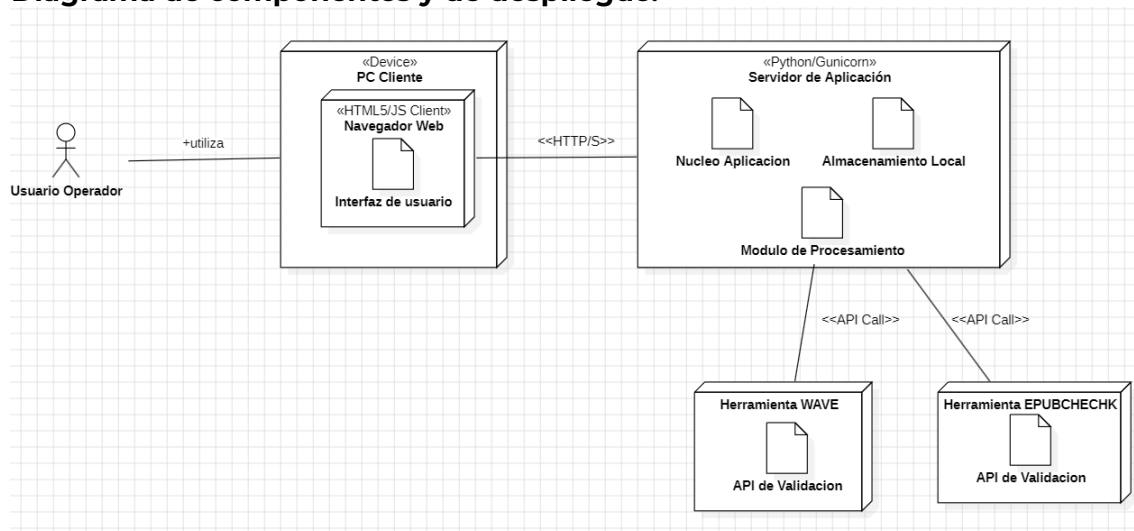 Diagrama de componentes y de despliegue.
«Device»
PC Cliente
«HTML5/JS Client»
Navegador Web
Interfaz de usuario
+utiliza
Usuario Operador
<<HTTP/S>>
«Python/Gunicorn»
Servidor de Aplicación
Nucleo Aplicacion
Almacenamiento Local
Modulo de Procesamiento
<<API Call>>
<<API Call>>
Herramienta WAVE
API de Validacion
Herramienta EPUBCHECHK
API de Validacion